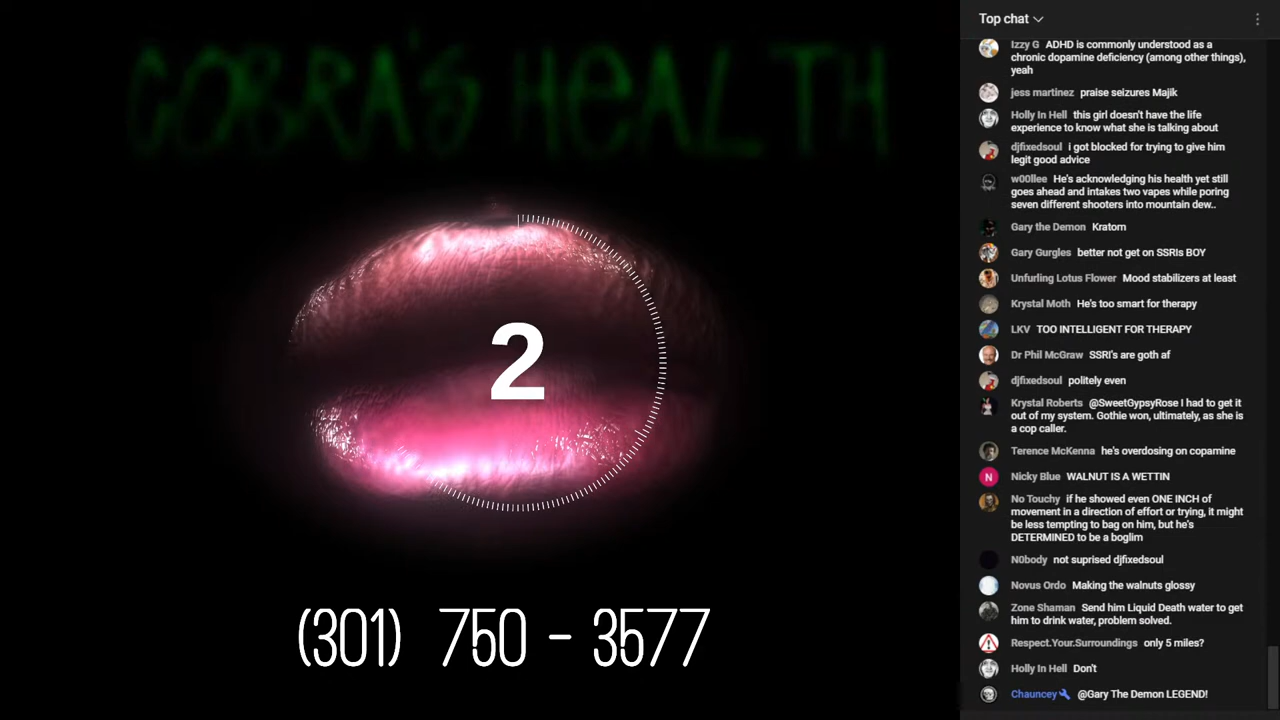 GOBRA'S HEALTH
2
(301) 750 - 3577
Top chat
Izzy G ADHD is commonly understood as a
chronic dopamine deficiency (among other things),
yeah
jess martinez praise seizures Majik
Holly In Hell this girl doesn't have the life
experience to know what she is talking about
djfixedsoul i got blocked for trying to give him
legit good advice
w00llee He's acknowledging his health yet still
goes ahead and intakes two vapes while poring
seven different shooters into mountain dew..
Gary the Demon Kratom
Gary Gurgles better not get on SSRIs BOY
Unfurling Lotus Flower Mood stabilizers at least
Krystal Moth He's too smart for therapy
LKV TOO INTELLIGENT FOR THERAPY
Dr Phil McGraw SSRI's are goth af
djfixedsoul politely even
Krystal Roberts @SweetGypsyRose I had to get it
out of my system. Gothie won, ultimately, as she is
a cop caller.
Terence McKenna he's overdosing on copamine
N
Nicky Blue WALNUT IS A WETTIN
No Touchy if he showed even ONE INCH of
movement in a direction of effort or trying, it might
be less tempting to bag on him, but he's
DETERMINED to be a boglim
N0body not suprised djfixedsoul
Novus Ordo Making the walnuts glossy
Zone Shaman Send him Liquid Death water to get
him to drink water, problem solved.
Respect.Your.Surroundings only 5 miles?
Holly In Hell Don't
Chauncey @Gary The Demon LEGEND!